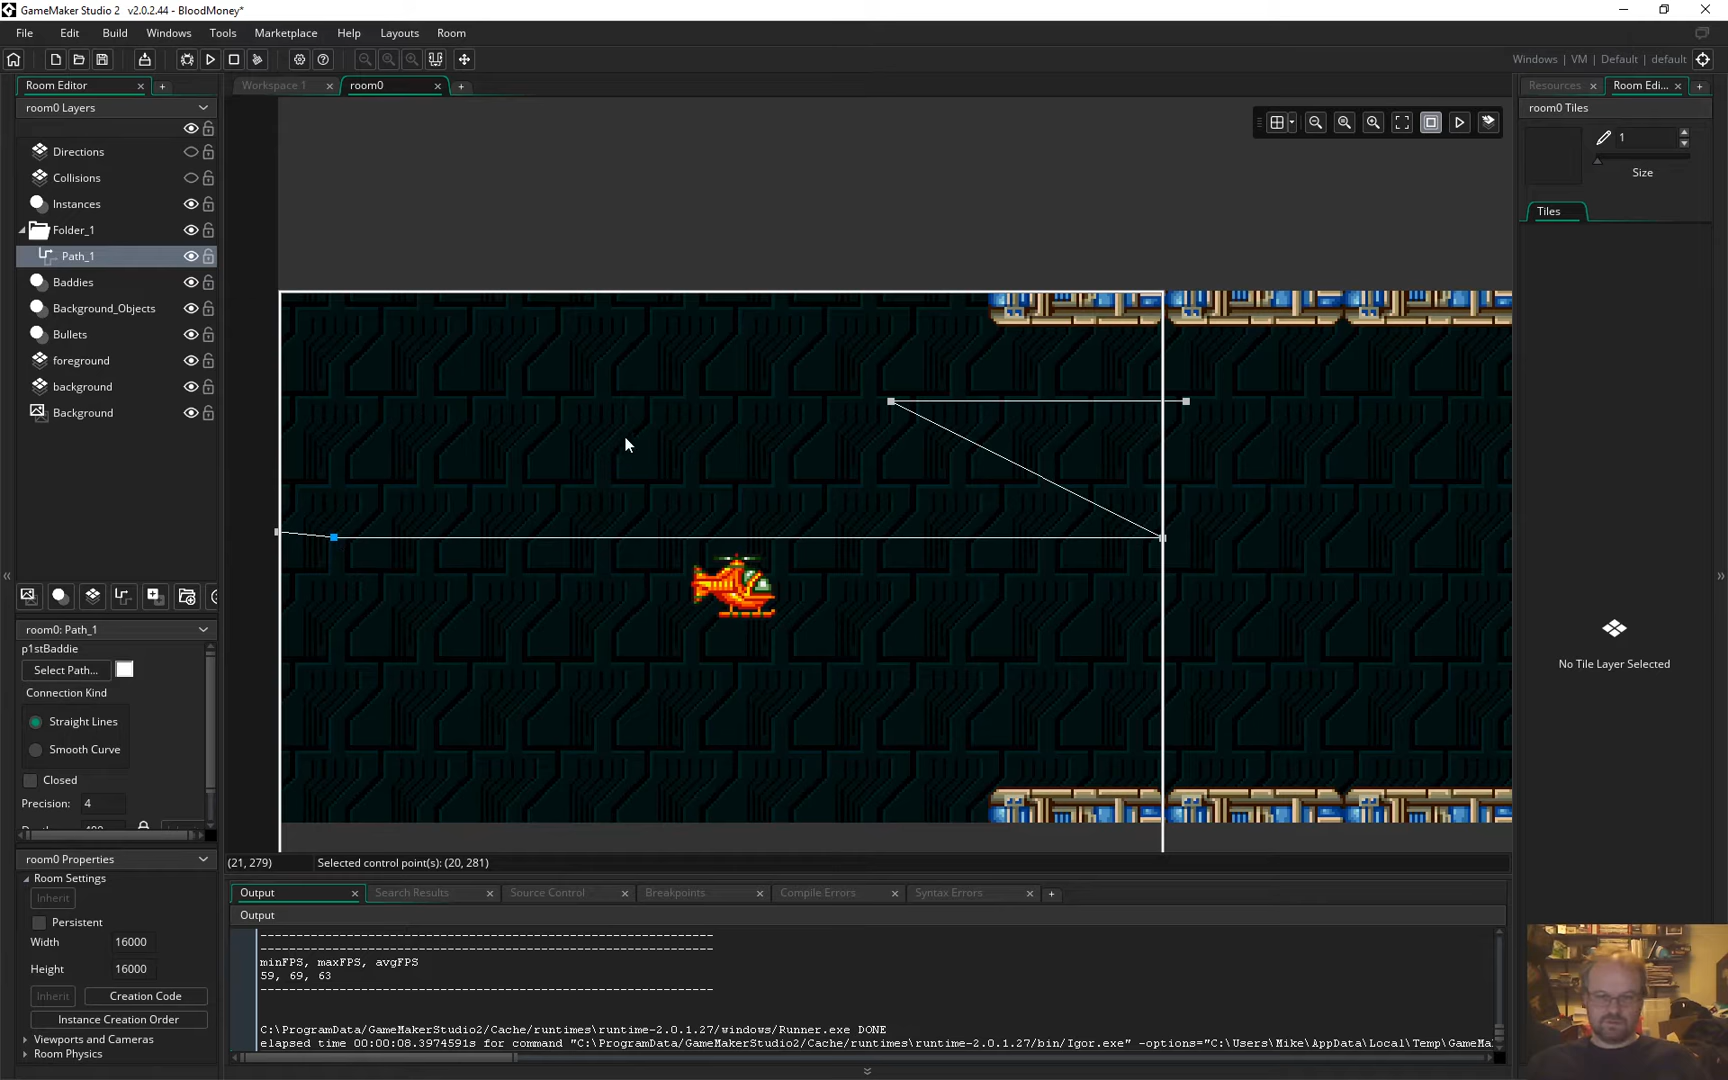 GameMaker Studio 2 v2.0.2.44 - BloodMoney*
File Edit Build Windows Tools Marketplace Help Layouts Room
Windows | VM | Default | default
Room Editor
Workspace 1
room0
Resources
Room Edi...
room0 Layers
room0 Tiles
Directions
Collisions
Instances
Folder_1
Path_1
Baddies
Background_Objects
Bullets
foreground
background
Background
1
Size
Tiles
No Tile Layer Selected
room0: Path_1
p1stBaddie
Select Path...
Connection Kind
Straight Lines
Smooth Curve
Closed
Precision: 4
room0 Properties
Room Settings
Inherit
Persistent
Width 16000
Height 16000
Inherit Creation Code
Instance Creation Order
Viewports and Cameras
Room Physics
(21, 279) Selected control point(s): (20, 281)
Output Search Results Source Control Breakpoints Compile Errors Syntax Errors
Output
minFPS, maxFPS, avgFPS
59, 69, 63
C:\ProgramData/GameMakerStudio2/Cache/runtimes\runtime-2.0.1.27/windows/Runner.exe DONE
elapsed time 00:00:08.3974591s for command "C:\ProgramData/GameMakerStudio2/Cache/runtimes\runtime-2.0.1.27/bin/Igor.exe" -options="C:\Users\Mike\AppData\Local\Temp\GameMa